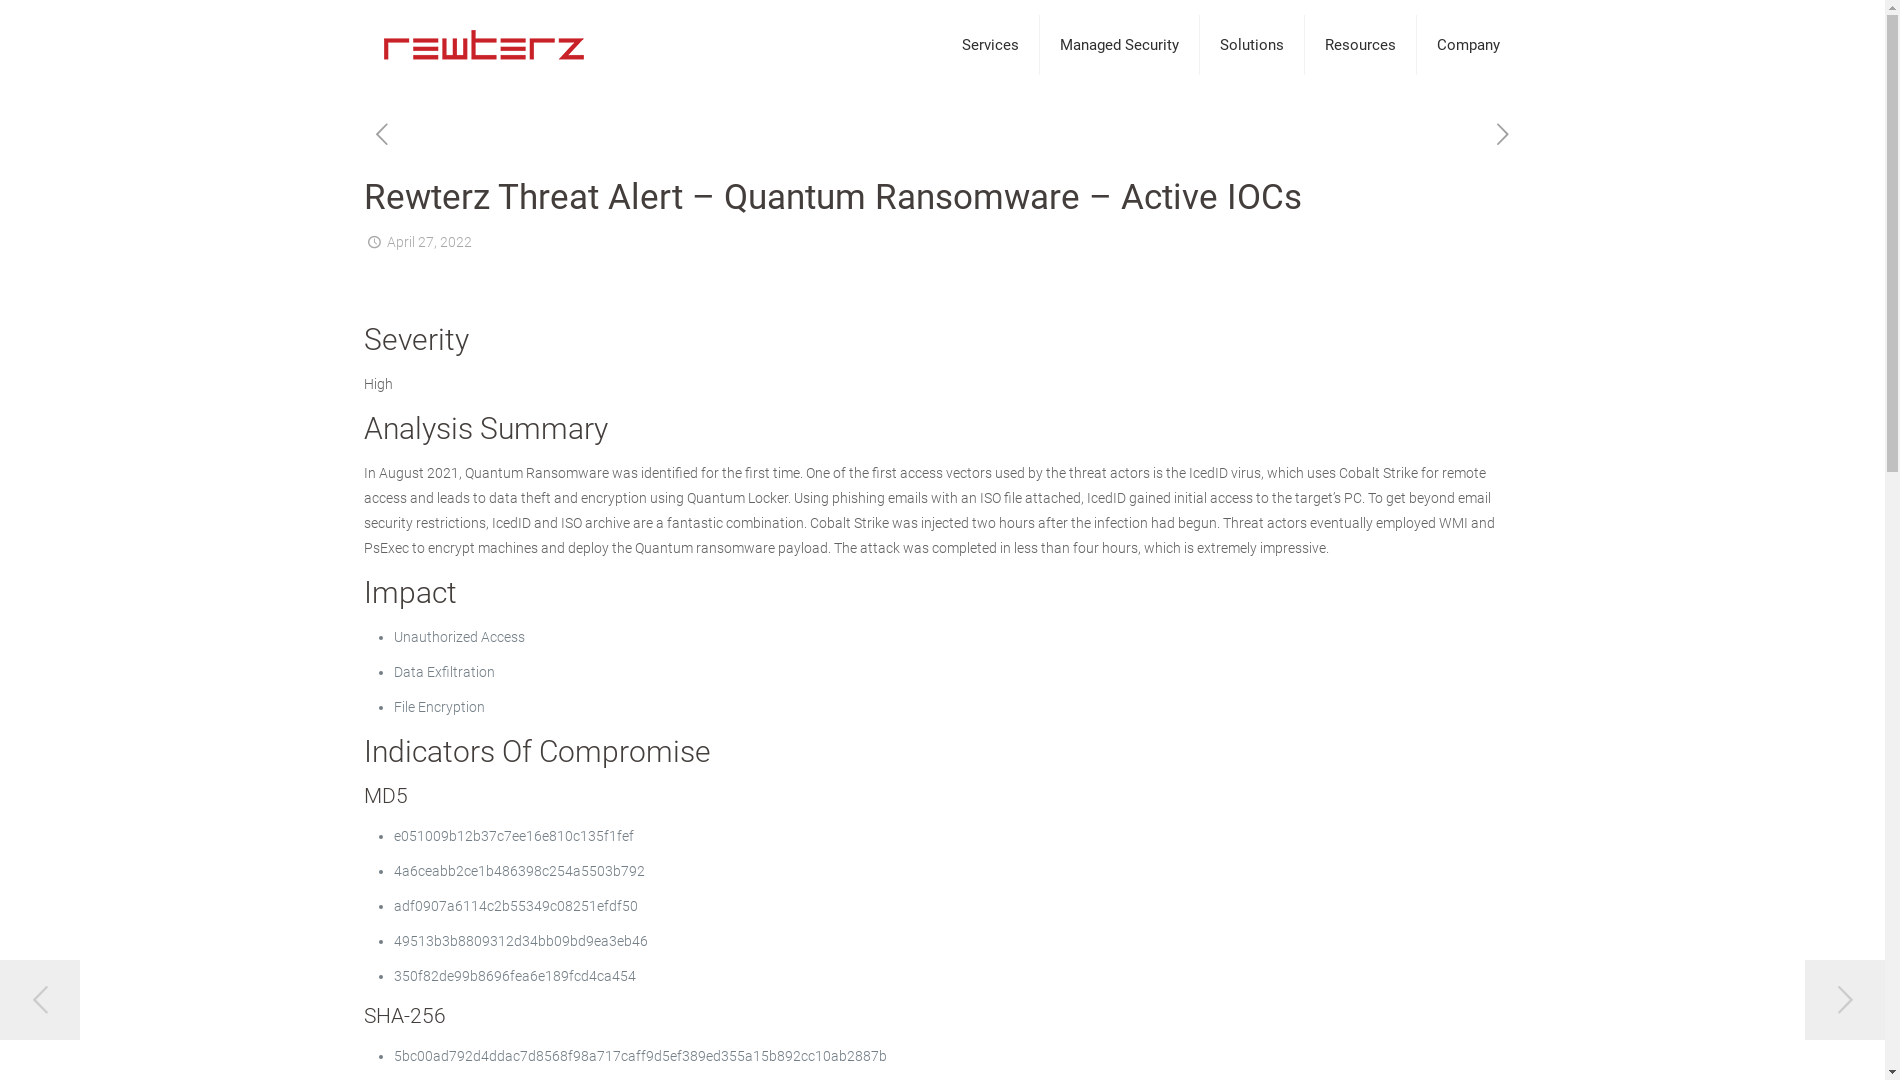 rewterz
Services
Managed Security
Solutions
Resources
Company
Rewterz Threat Alert – Quantum Ransomware – Active IOCs
April 27, 2022
Severity
High
Analysis Summary
In August 2021, Quantum Ransomware was identified for the first time. One of the first access vectors used by the threat actors is the IcedID virus, which uses Cobalt Strike for remote
access and leads to data theft and encryption using Quantum Locker. Using phishing emails with an ISO file attached, IcedID gained initial access to the target’s PC. To get beyond email
security restrictions, IcedID and ISO archive are a fantastic combination. Cobalt Strike was injected two hours after the infection had begun. Threat actors eventually employed WMI and
PsExec to encrypt machines and deploy the Quantum ransomware payload. The attack was completed in less than four hours, which is extremely impressive.
Impact
Unauthorized Access
Data Exfiltration
File Encryption
Indicators Of Compromise
MD5
e051009b12b37c7ee16e810c135f1fef
4a6ceabb2ce1b486398c254a5503b792
adf0907a6114c2b55349c08251efdf50
49513b3b8809312d34bb09bd9ea3eb46
350f82de99b8696fea6e189fcd4ca454
SHA-256
5bc00ad792d4ddac7d8568f98a717caff9d5ef389ed355a15b892cc10ab2887b